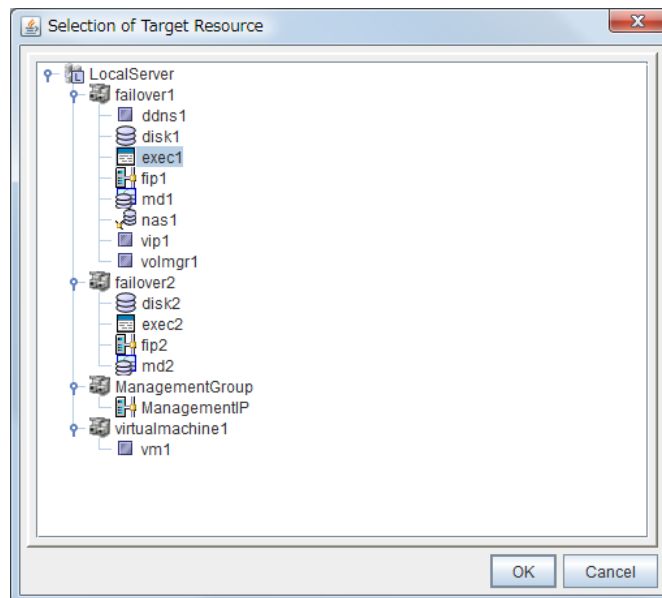 Selection of Target Resource
LocalServer
failover1
ddns1
disk1
exec1
fip1
md1
nas1
vip1
volmgr1
failover2
disk2
exec2
fip2
md2
ManagementGroup
ManagementIP
virtualmachine1
vm1
OK Cancel